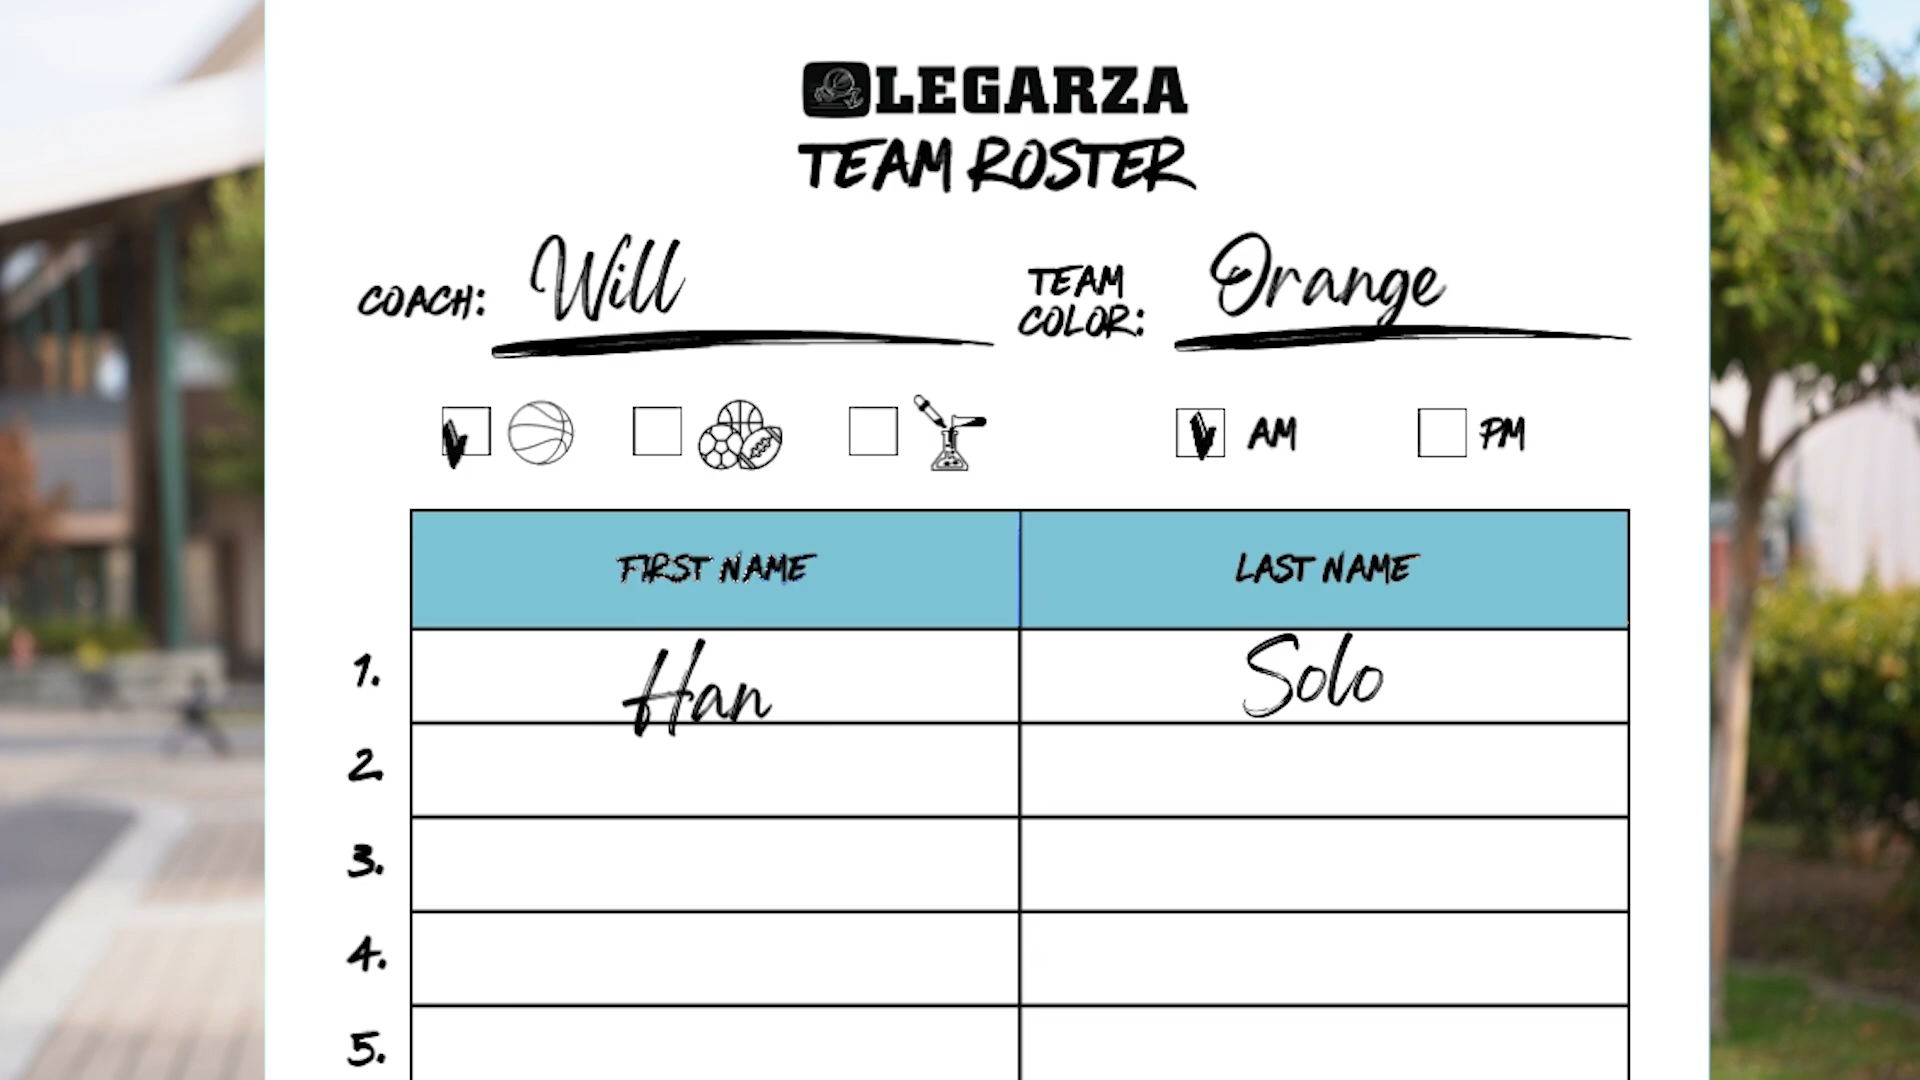 LEGARZA
TEAM ROSTER
COACH: Will
TEAM COLOR: Orange
AM PM
FIRST NAME LAST NAME
1. Han Solo
2
3.
4.
5.